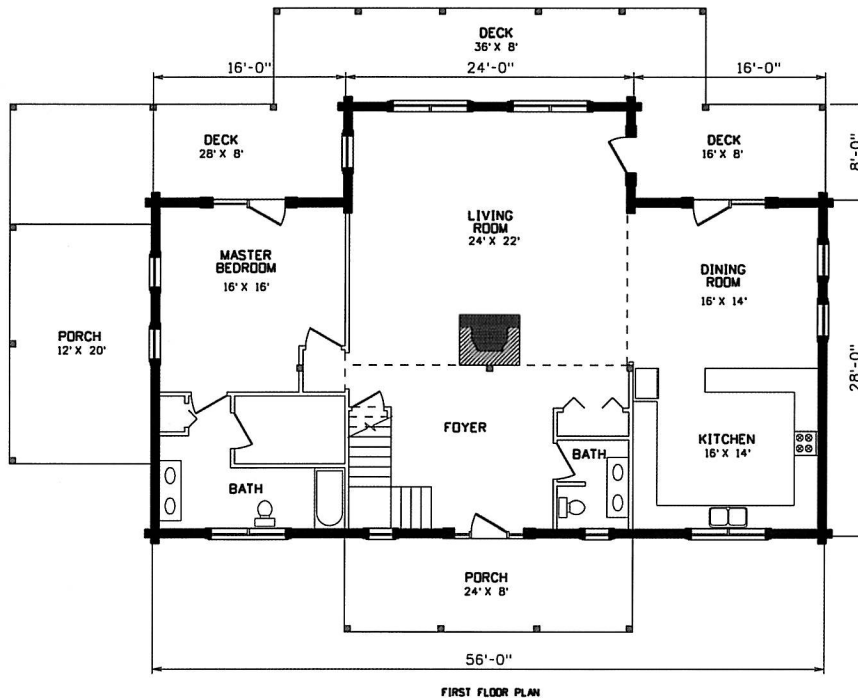 DECK
36' X 8'
16'-0"
24'-0"
16'-0"
DECK
28' X 8'
DECK
16' X 8'
8'-0"
LIVING
ROOM
24' X 22'
MASTER
BEDROOM
16' X 16'
DINING
ROOM
16' X 14'
PORCH
12' X 20'
28'-0"
FOYER
KITCHEN
16' X 14'
BATH
BATH
PORCH
24' X 8'
56'-0"
FIRST FLOOR PLAN